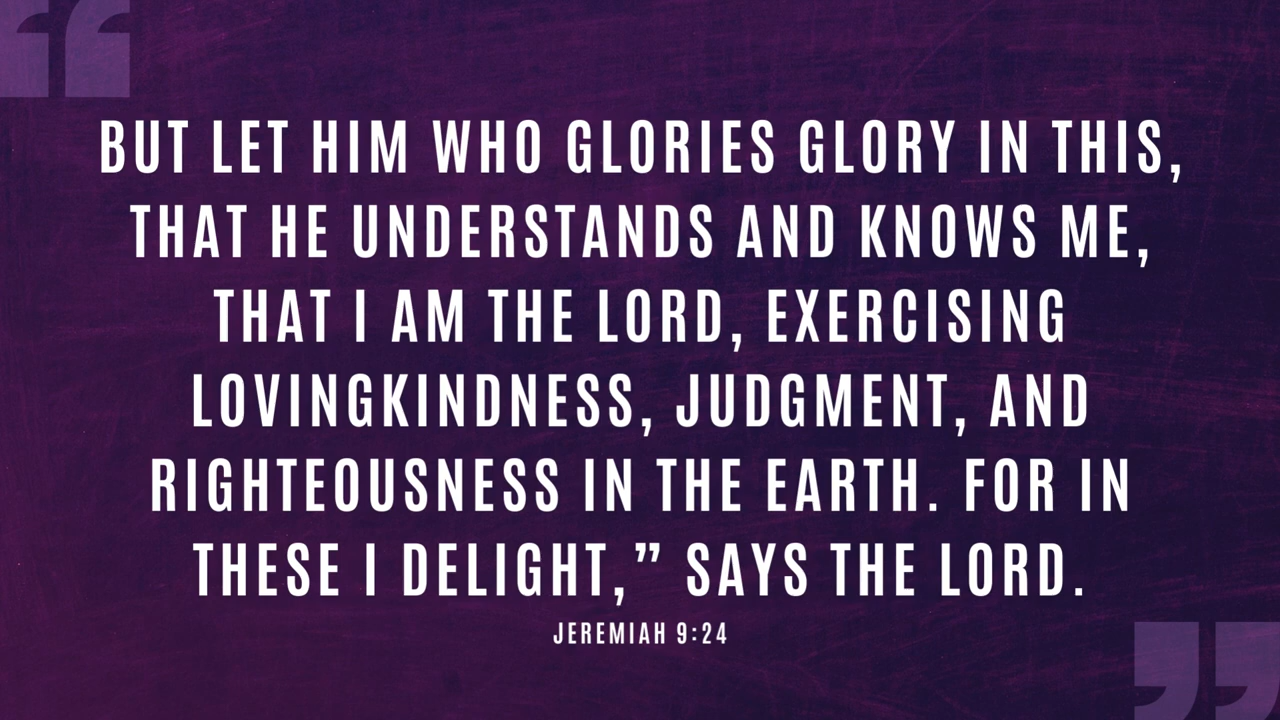 BUT LET HIM WHO GLORIES GLORY IN THIS,
THAT HE UNDERSTANDS AND KNOWS ME,
THAT I AM THE LORD, EXERCISING
LOVINGKINDNESS, JUDGMENT, AND
RIGHTEOUSNESS IN THE EARTH. FOR IN
THESE I DELIGHT,” SAYS THE LORD.
JEREMIAH 9:24